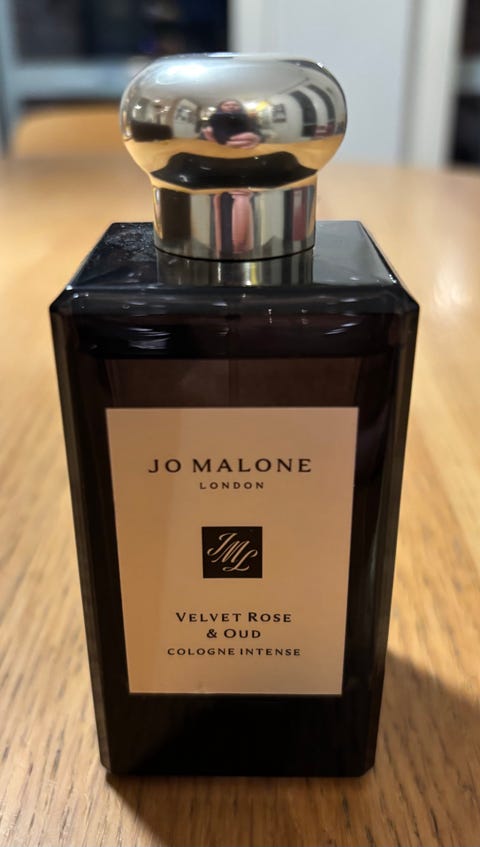 JO MALONE
LONDON
JML
VELVET ROSE
& OUD
COLOGNE INTENSE